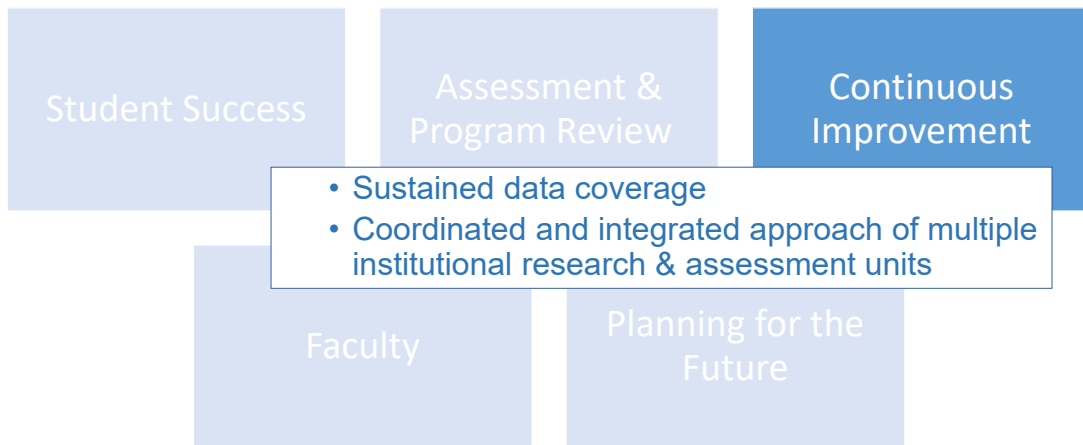 Student Success
Assessment &
Program Review
Continuous
Improvement
• Sustained data coverage
• Coordinated and integrated approach of multiple
institutional research & assessment units
Faculty
Planning for the
Future